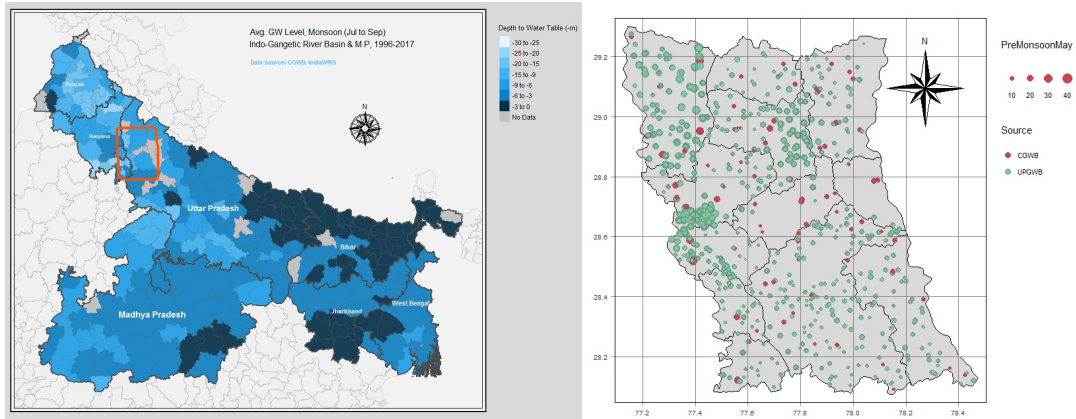 Avg. GW Level, Monsoon (Jul to Sep)
Indo-Gangetic River Basin & M.P, 1996-2017
Data Source: CGWB, IndiaWRIS
N
Punjab
Haryana
Uttar Pradesh
Bihar
West Bengal
Jharkhand
Madhya Pradesh
Depth to Water Table (-m)
-30 to -25
-25 to -20
-20 to -15
-15 to -9
-9 to -6
-6 to -3
-3 to 0
No Data
29.2
29.0
28.8
28.6
28.4
28.2
77.2
77.4
77.6
77.8
78.0
78.2
78.4
N
PreMonsoonMay
10 20 30 40
Source
CGWB
UPGWB